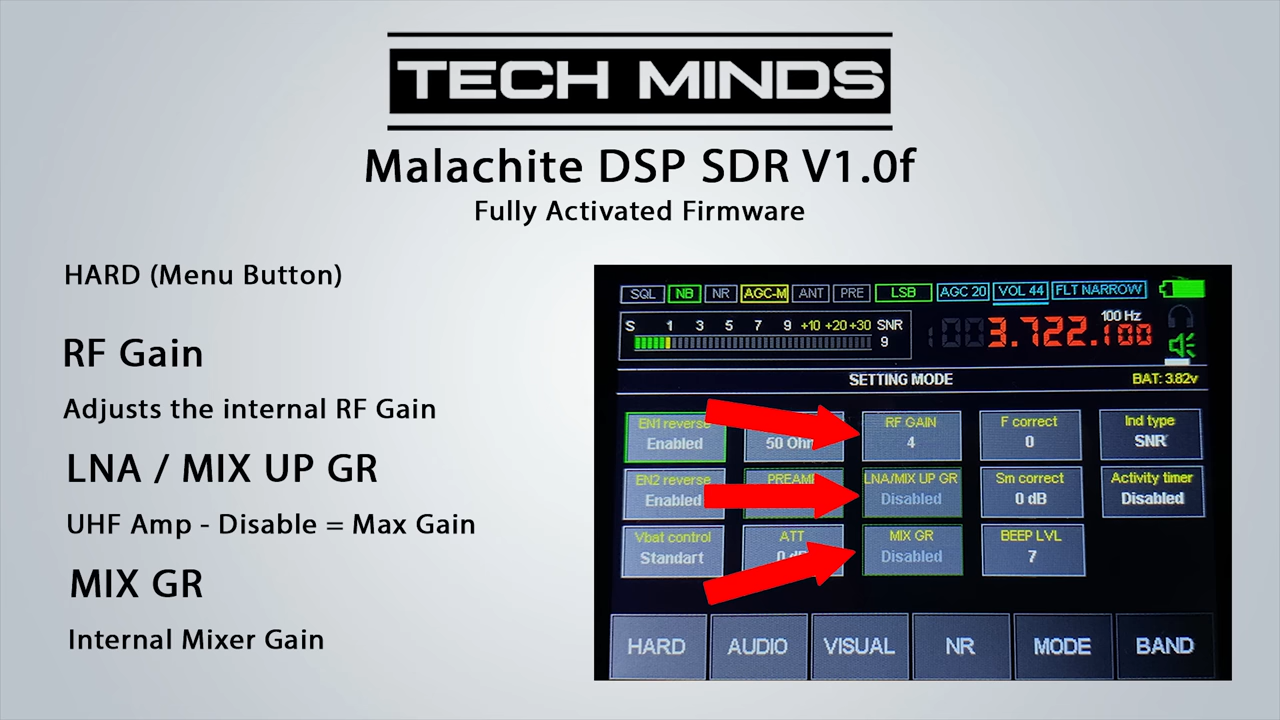 TECH MINDS
Malachite DSP SDR V1.0f
Fully Activated Firmware
HARD (Menu Button)
RF Gain
Adjusts the internal RF Gain
LNA / MIX UP GR
UHF Amp - Disable = Max Gain
MIX GR
Internal Mixer Gain
SQL NB NR AGC-M ANT PRE LSB AGC 20 VOL 44 FLT NARROW
S 1 3 5 7 9 +10 +20 +30 SNR
9
100 Hz
3.722.100
SETTING MODE
BAT: 3.82v
EN1 reverse RF GAIN F correct Ind type
Enabled 50 Ohm 4 0 SNR
EN2 reverse PREAMP LNA/MIX UP GR Sm correct Activity timer
Enabled Disabled 0 dB Disabled
Vbat control ATT MIX GR BEEP LVL
Standart 0 dB Disabled 7
HARD AUDIO VISUAL NR MODE BAND